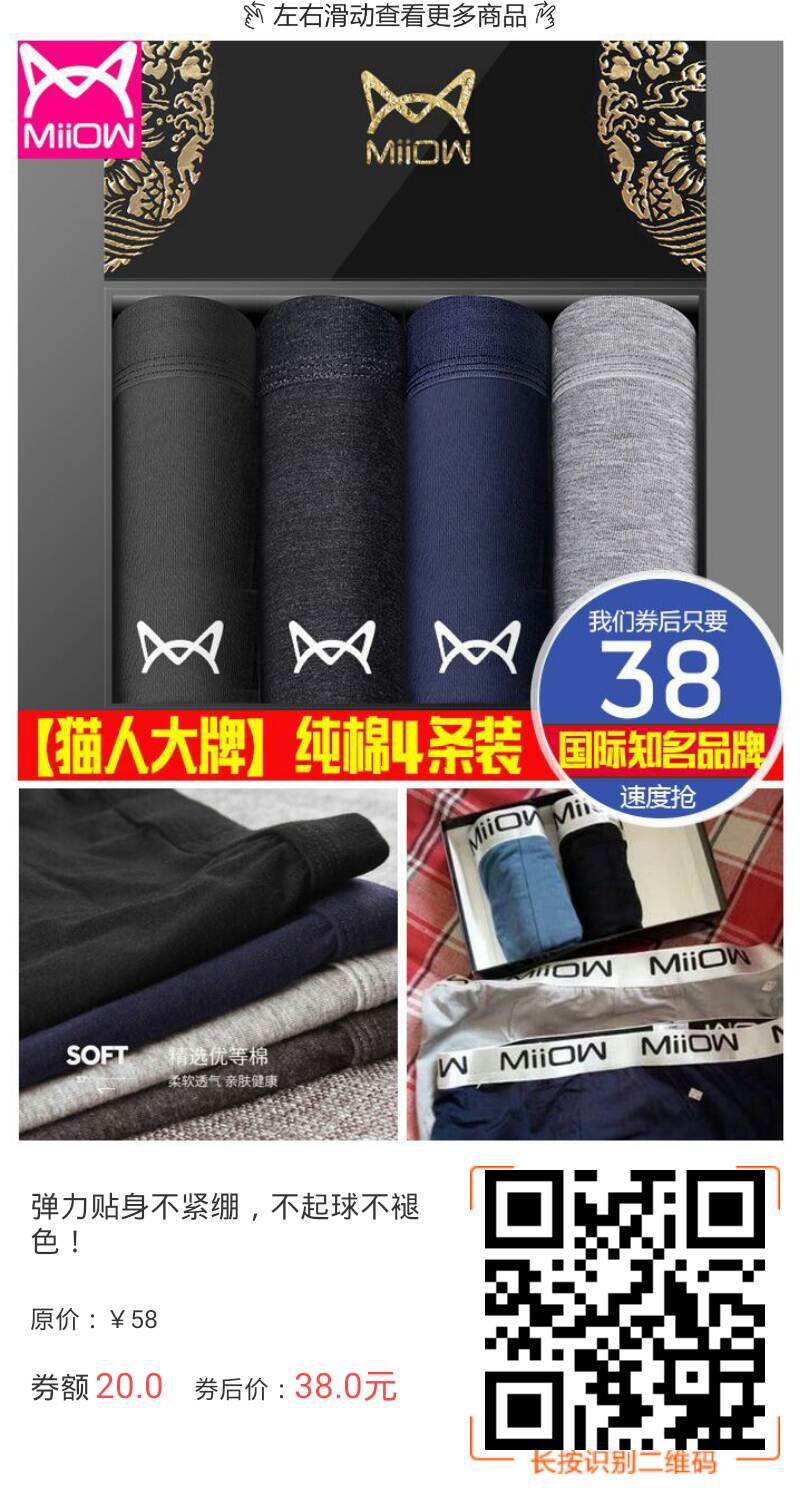 左右滑动查看更多商品
MiiOW
MiiOW
我们券后只要
38
国际知名品牌
速度抢
【猫人大牌】 纯棉4条装
SOFT
精选优等棉
柔软透气 亲肤健康
MiiOW
MiiOW
MiiOW
MiiOW
MiiOW
弹力贴身不紧绷，不起球不褪
色！
原价：￥58
券额 20.0 券后价：38.0元
长按识别二维码